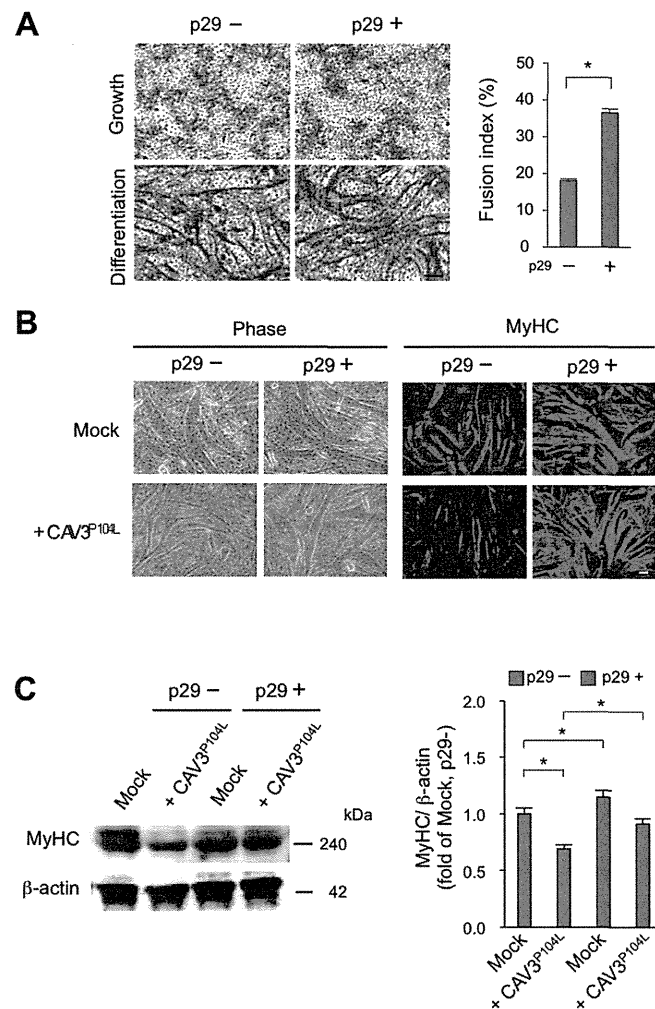 A
p29 − p29 +
Growth
Differentiation
Fusion index (%)
50
40
30
20
10
0
*
p29 − +
B
Phase MyHC
p29 − p29 + p29 − p29 +
Mock
+ CAV3P104L
C
p29 − p29 +
Mock + CAV3P104L Mock + CAV3P104L
kDa
MyHC 240
β-actin 42
p29 − p29 +
MyHC/ β-actin
(fold of Mock, p29-)
2.0
1.5
1.0
0.5
0.0
*
*
*
Mock + CAV3P104L Mock + CAV3P104L